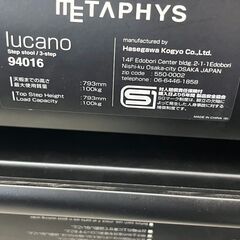 METAPHYS
lucano
Step stool / 3-step
94016
天板までの高さ :793mm
最大使用質量 :100kg
Top Step Height :793mm
Load Capacity :100kg
manufactured by
Hasegawa Kogyo Co.,Ltd.
14F Edobori Center bldg. 2-1-1Edobori
Nishi-ku Osaka-city OSAKA JAPAN
zip code : 550-0002
telephone : 06-6446-1858
SG
MADE IN CHINA